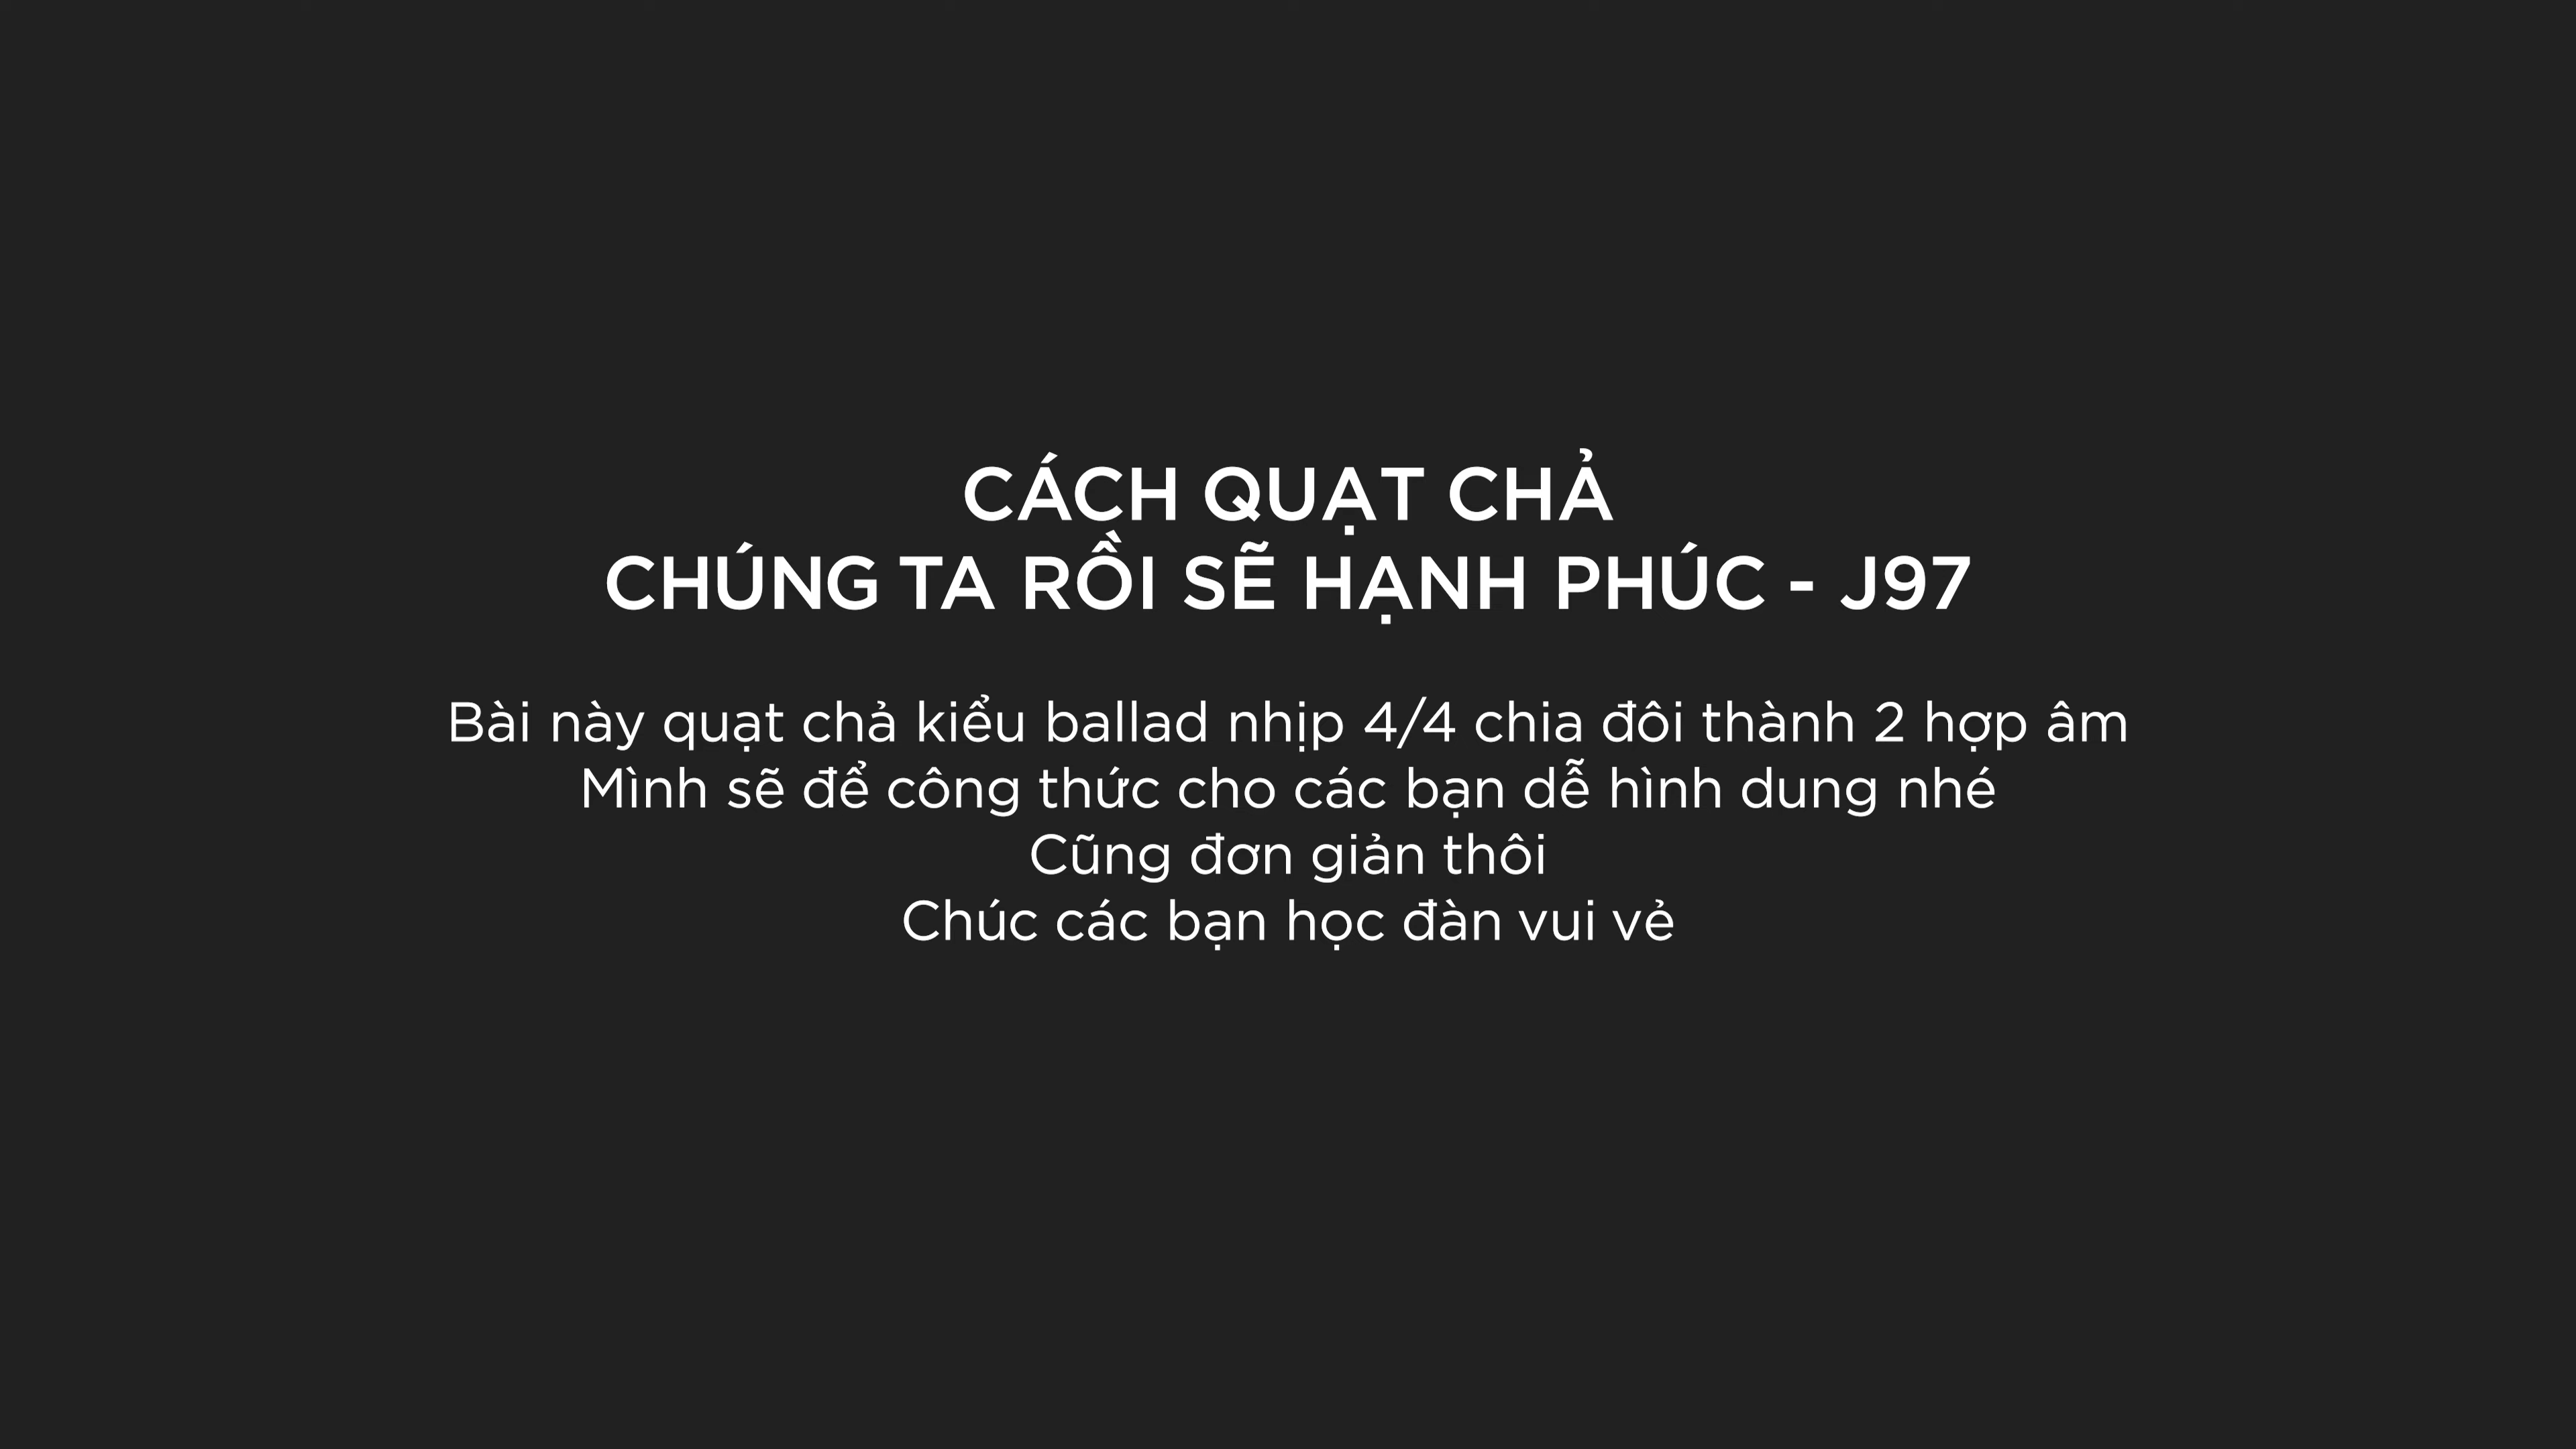 CÁCH QUẠT CHẢ
CHÚNG TA RỒI SẼ HẠNH PHÚC - J97
Bài này quạt chả kiểu ballad nhịp 4/4 chia đôi thành 2 hợp âm
Mình sẽ để công thức cho các bạn dễ hình dung nhé
Cũng đơn giản thôi
Chúc các bạn học đàn vui vẻ